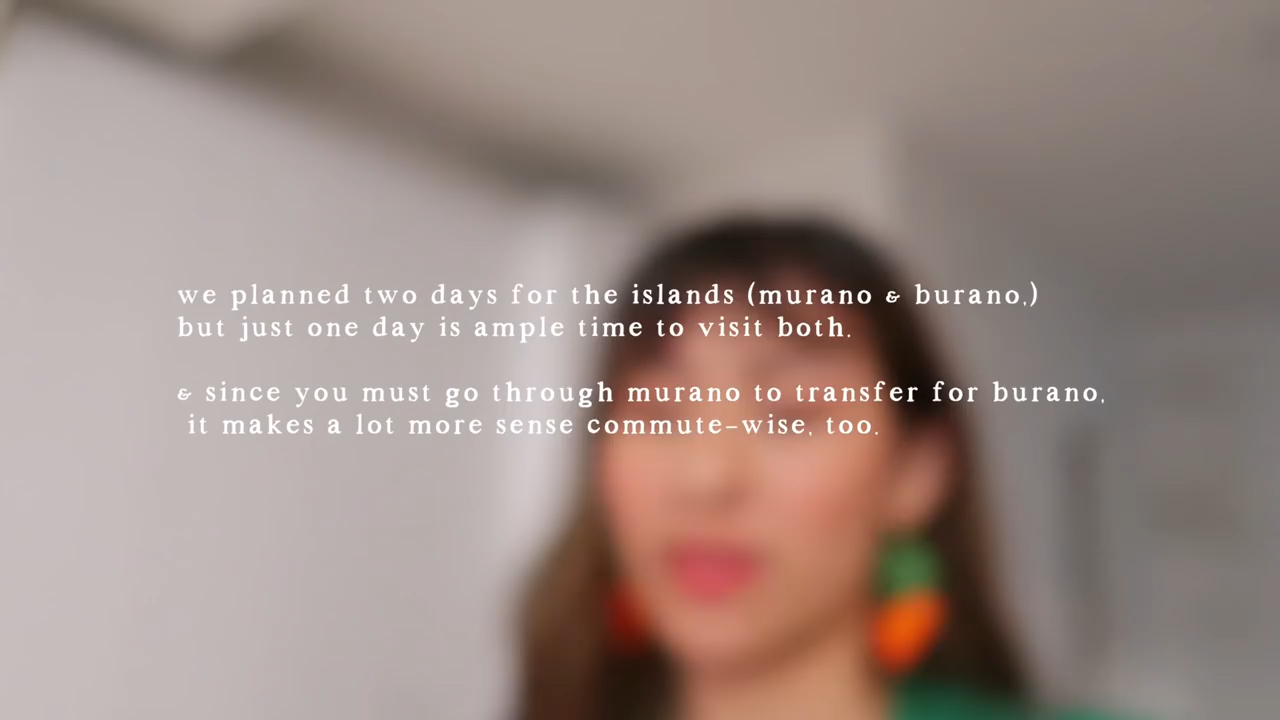 we planned two days for the islands (murano & burano,)
but just one day is ample time to visit both.
& since you must go through murano to transfer for burano,
it makes a lot more sense commute-wise, too.